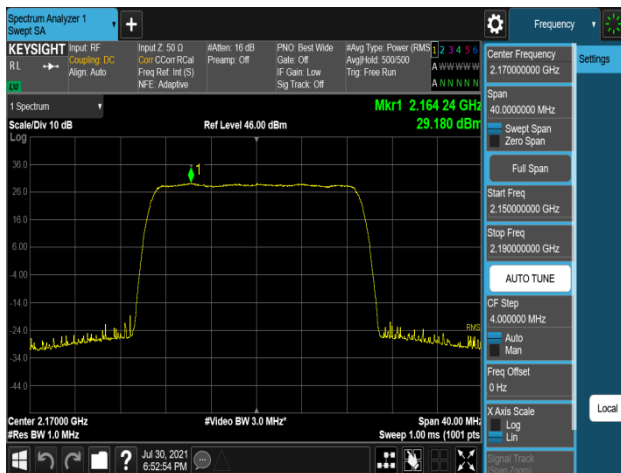 Spectrum Analyzer 1
Swept SA
+
Frequency
KEYSIGHT
R L
LXI
Input: RF
Coupling: DC
Align: Auto
Input Z: 50 Ω
Corr CCorr RCal
Freq Ref: Int (S)
NFE: Adaptive
#Atten: 16 dB
Preamp: Off
PNO: Best Wide
Gate: Off
IF Gain: Low
Sig Track: Off
#Avg Type: Power (RMS
Avg|Hold: 500/500
Trig: Free Run
1 2 3 4 5 6
A W W W W W
A N N N N N
1 Spectrum
Scale/Div 10 dB
Log
Ref Level 46.00 dBm
Mkr1 2.164 24 GHz
29.180 dBm
36.0
26.0
16.0
6.00
-4.00
-14.0
-24.0
-34.0
-44.0
1
RMS
Center 2.17000 GHz
#Res BW 1.0 MHz
#Video BW 3.0 MHz*
Span 40.00 MHz
Sweep 1.00 ms (1001 pts)
?
Jul 30, 2021
6:52:54 PM
Center Frequency
2.170000000 GHz
Span
40.0000000 MHz
Swept Span
Zero Span
Full Span
Start Freq
2.150000000 GHz
Stop Freq
2.190000000 GHz
AUTO TUNE
CF Step
4.000000 MHz
Auto
Man
Freq Offset
0 Hz
X Axis Scale
Log
Lin
Signal Track
(Span Zoom)
Settings
Local